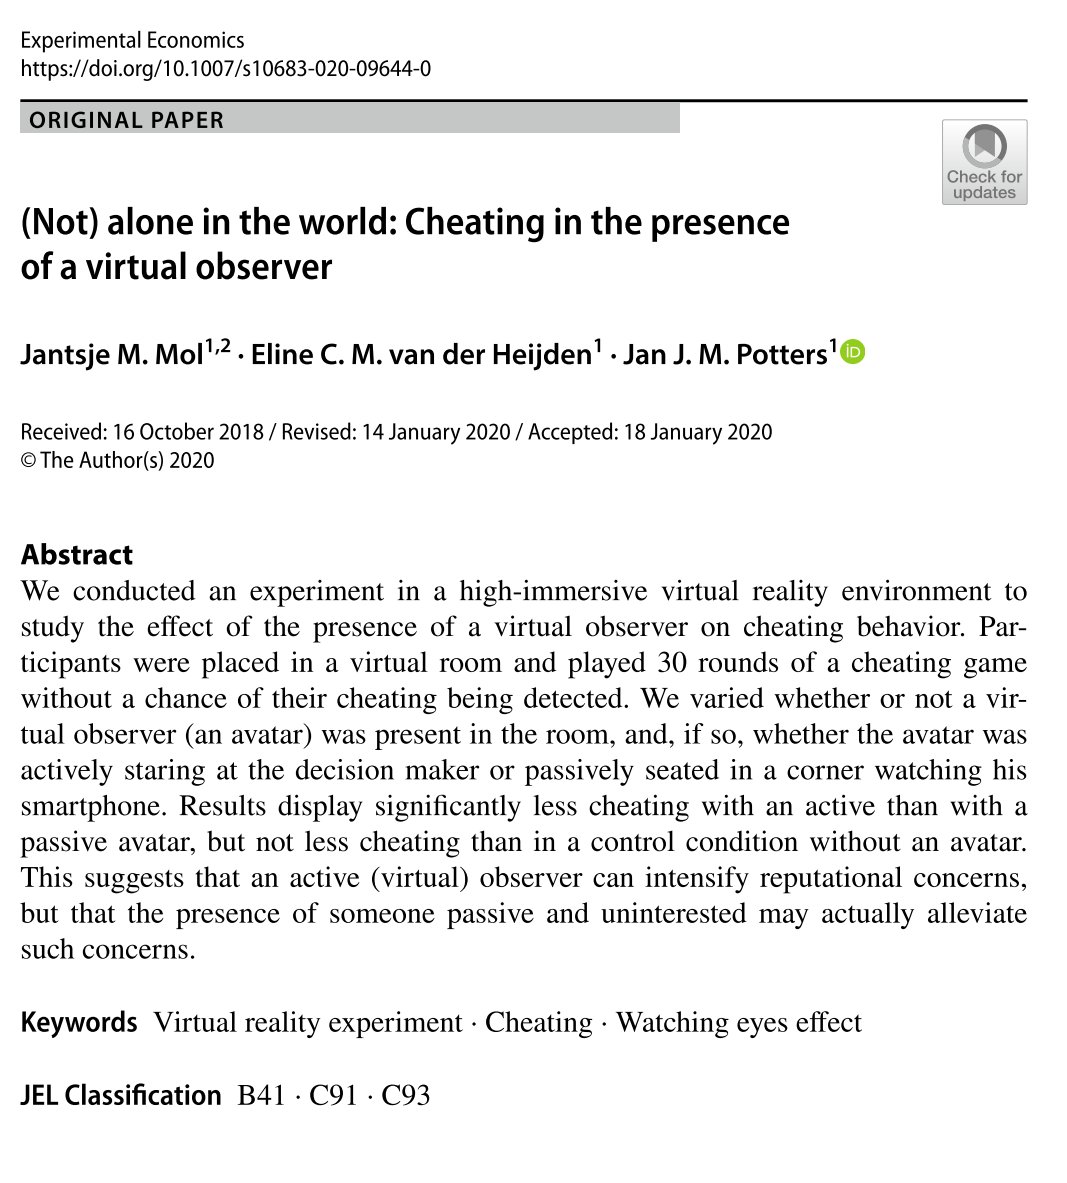 Experimental Economics
https://doi.org/10.1007/s10683-020-09644-0
ORIGINAL PAPER
Check for
updates
(Not) alone in the world: Cheating in the presence
of a virtual observer
Jantsje M. Mol1,2 · Eline C. M. van der Heijden1 · Jan J. M. Potters1 iD
Received: 16 October 2018 / Revised: 14 January 2020 / Accepted: 18 January 2020
© The Author(s) 2020
Abstract
We conducted an experiment in a high-immersive virtual reality environment to
study the effect of the presence of a virtual observer on cheating behavior. Par-
ticipants were placed in a virtual room and played 30 rounds of a cheating game
without a chance of their cheating being detected. We varied whether or not a vir-
tual observer (an avatar) was present in the room, and, if so, whether the avatar was
actively staring at the decision maker or passively seated in a corner watching his
smartphone. Results display significantly less cheating with an active than with a
passive avatar, but not less cheating than in a control condition without an avatar.
This suggests that an active (virtual) observer can intensify reputational concerns,
but that the presence of someone passive and uninterested may actually alleviate
such concerns.
Keywords Virtual reality experiment · Cheating · Watching eyes effect
JEL Classification B41 · C91 · C93